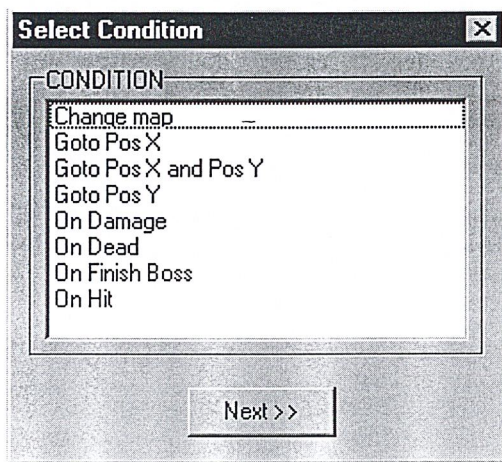 Select Condition
CONDITION
Change map
Goto Pos X
Goto Pos X and Pos Y
Goto Pos Y
On Damage
On Dead
On Finish Boss
On Hit
Next >>